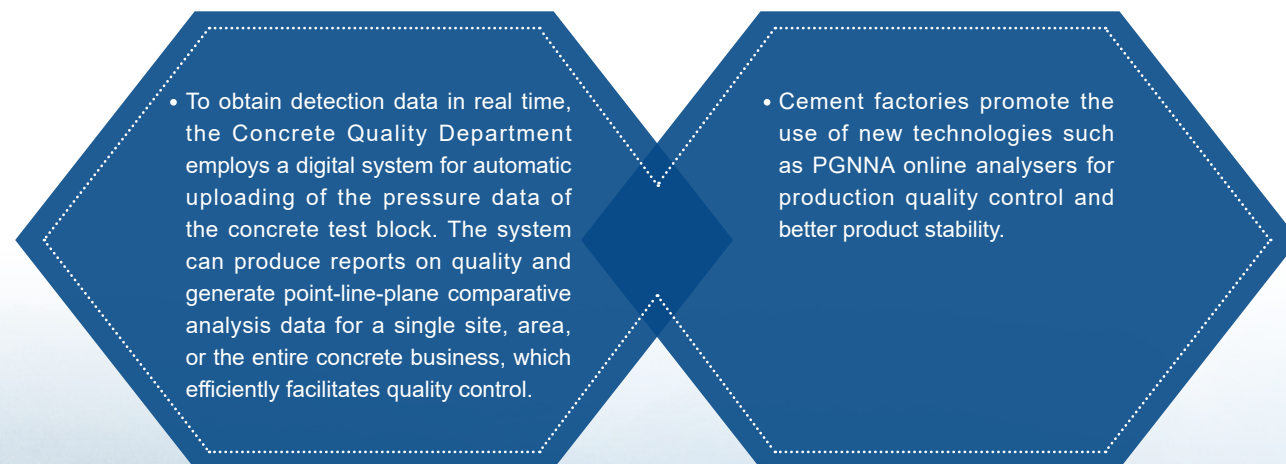 • To obtain detection data in real time,
the Concrete Quality Department
employs a digital system for automatic
uploading of the pressure data of
the concrete test block. The system
can produce reports on quality and
generate point-line-plane comparative
analysis data for a single site, area,
or the entire concrete business, which
efficiently facilitates quality control.
• Cement factories promote the
use of new technologies such
as PGNNA online analysers for
production quality control and
better product stability.